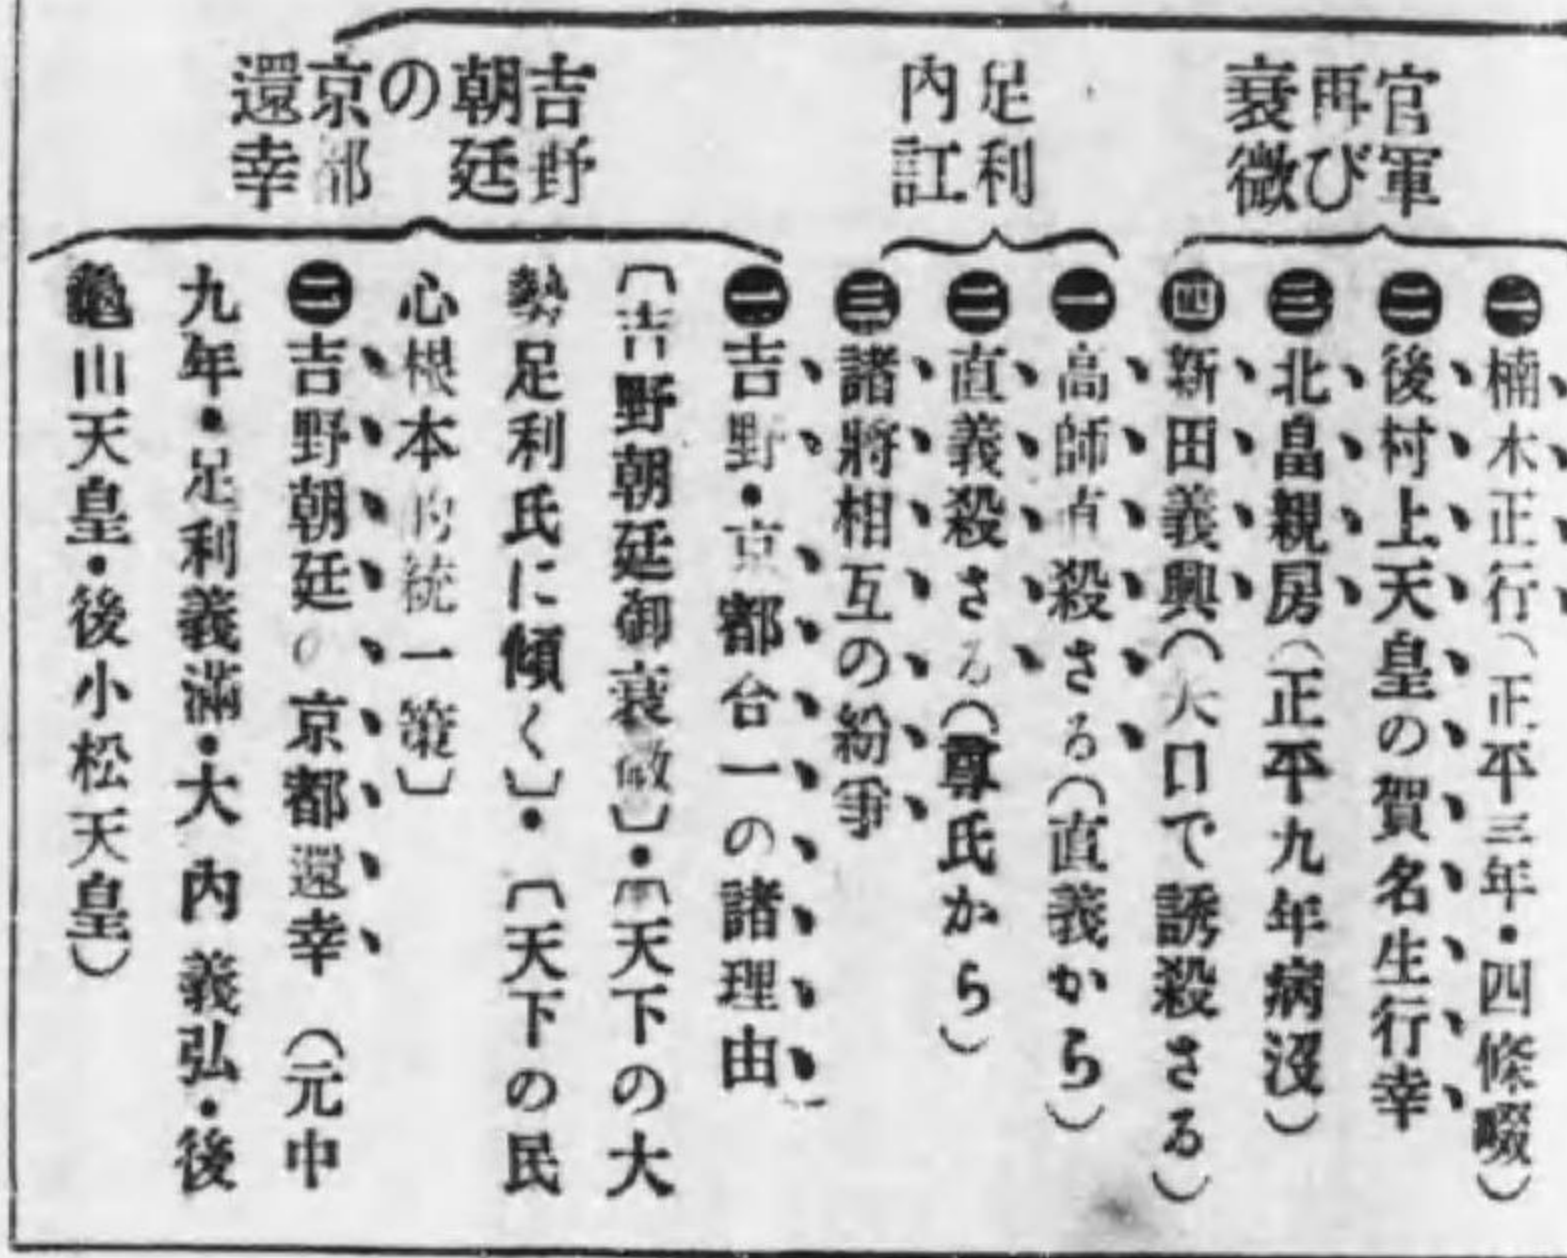 官軍
再び
衰微
㊀楠木正行(正平三年・四條畷)
㊁後村上天皇の賀名生行幸
㊂北畠親房(正平九年病沒)
㊃新田義興(矢口で誘殺さる)
足利
內訌
㊀高師直殺さる(直義から)
㊁直義殺さる(尊氏から)
㊂諸將相互の紛爭
吉野
朝廷
の
京都
還幸
㊀吉野・京都合一の諸理由
〔吉野朝廷御衰微〕・〔天下の大
勢足利氏に傾く〕・〔天下の民
心根本的統一策〕
㊁吉野朝廷の京都還幸(元中
九年・足利義滿・大內義弘・後
龜山天皇・後小松天皇)